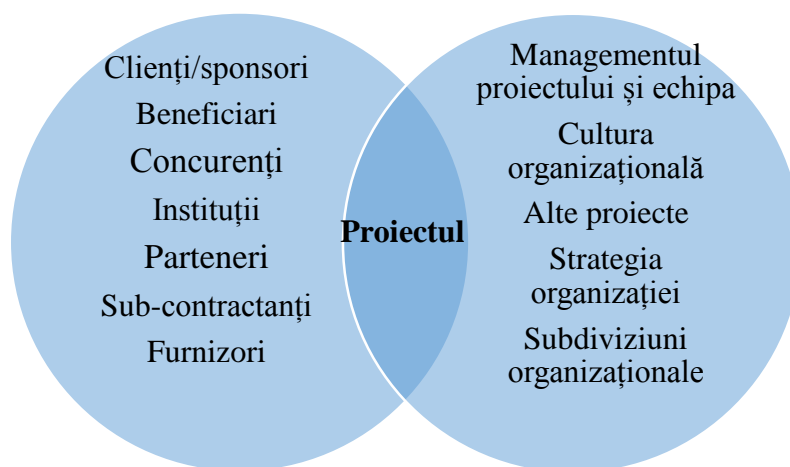 Clienți/sponsori
Beneficiari
Concurenți
Instituții
Parteneri
Sub-contractanți
Furnizori
Proiectul
Managementul
proiectului și echipa
Cultura
organizațională
Alte proiecte
Strategia
organizației
Subdiviziuni
organizaționale